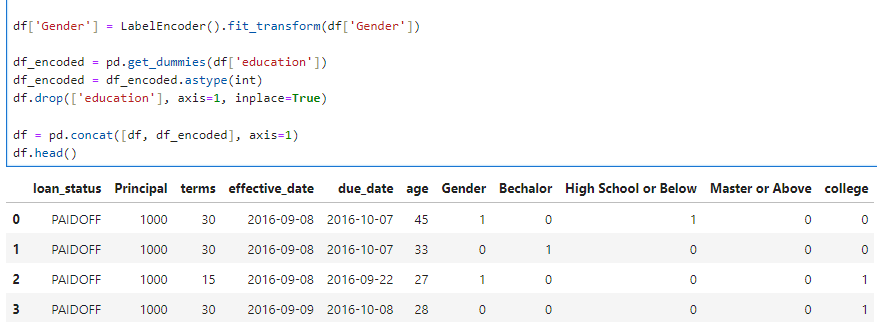 df['Gender'] = LabelEncoder().fit_transform(df['Gender'])
df_encoded = pd.get_dummies(df['education'])
df_encoded = df_encoded.astype(int)
df.drop(['education'], axis=1, inplace=True)
df = pd.concat([df, df_encoded], axis=1)
df.head()
loan_status Principal terms effective_date due_date age Gender Bechalor High School or Below Master or Above college
0 PAIDOFF 1000 30 2016-09-08 2016-10-07 45 1 0 1 0 0
1 PAIDOFF 1000 30 2016-09-08 2016-10-07 33 0 1 0 0 0
2 PAIDOFF 1000 15 2016-09-08 2016-09-22 27 1 0 0 0 1
3 PAIDOFF 1000 30 2016-09-09 2016-10-08 28 0 0 0 0 1